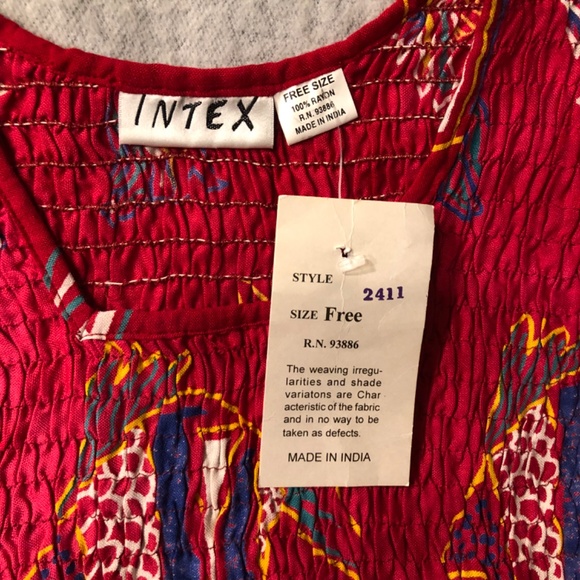 INTEX
FREE SIZE
100% RAYON
R.N. 93886
MADE IN INDIA
STYLE
2411
SIZE Free
R.N. 93886
The weaving irregu-
larities and shade
variatons are Char
acteristic of the fabric
and in no way to be
taken as defects.
MADE IN INDIA